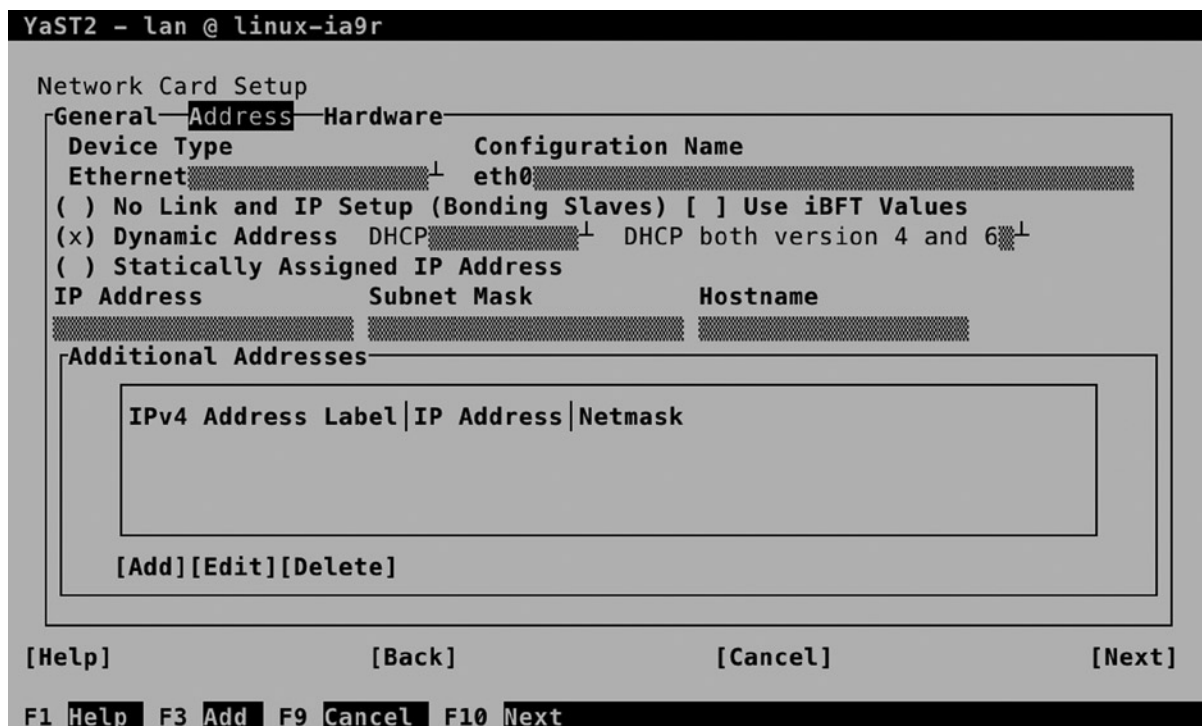 YaST2 - lan @ linux-ia9r
Network Card Setup
General Address Hardware
Device Type Configuration Name
Ethernet eth0
( ) No Link and IP Setup (Bonding Slaves) [ ] Use iBFT Values
(x) Dynamic Address DHCP DHCP both version 4 and 6
( ) Statically Assigned IP Address
IP Address Subnet Mask Hostname
Additional Addresses
IPv4 Address Label|IP Address|Netmask
[Add][Edit][Delete]
[Help] [Back] [Cancel] [Next]
F1 Help F3 Add F9 Cancel F10 Next